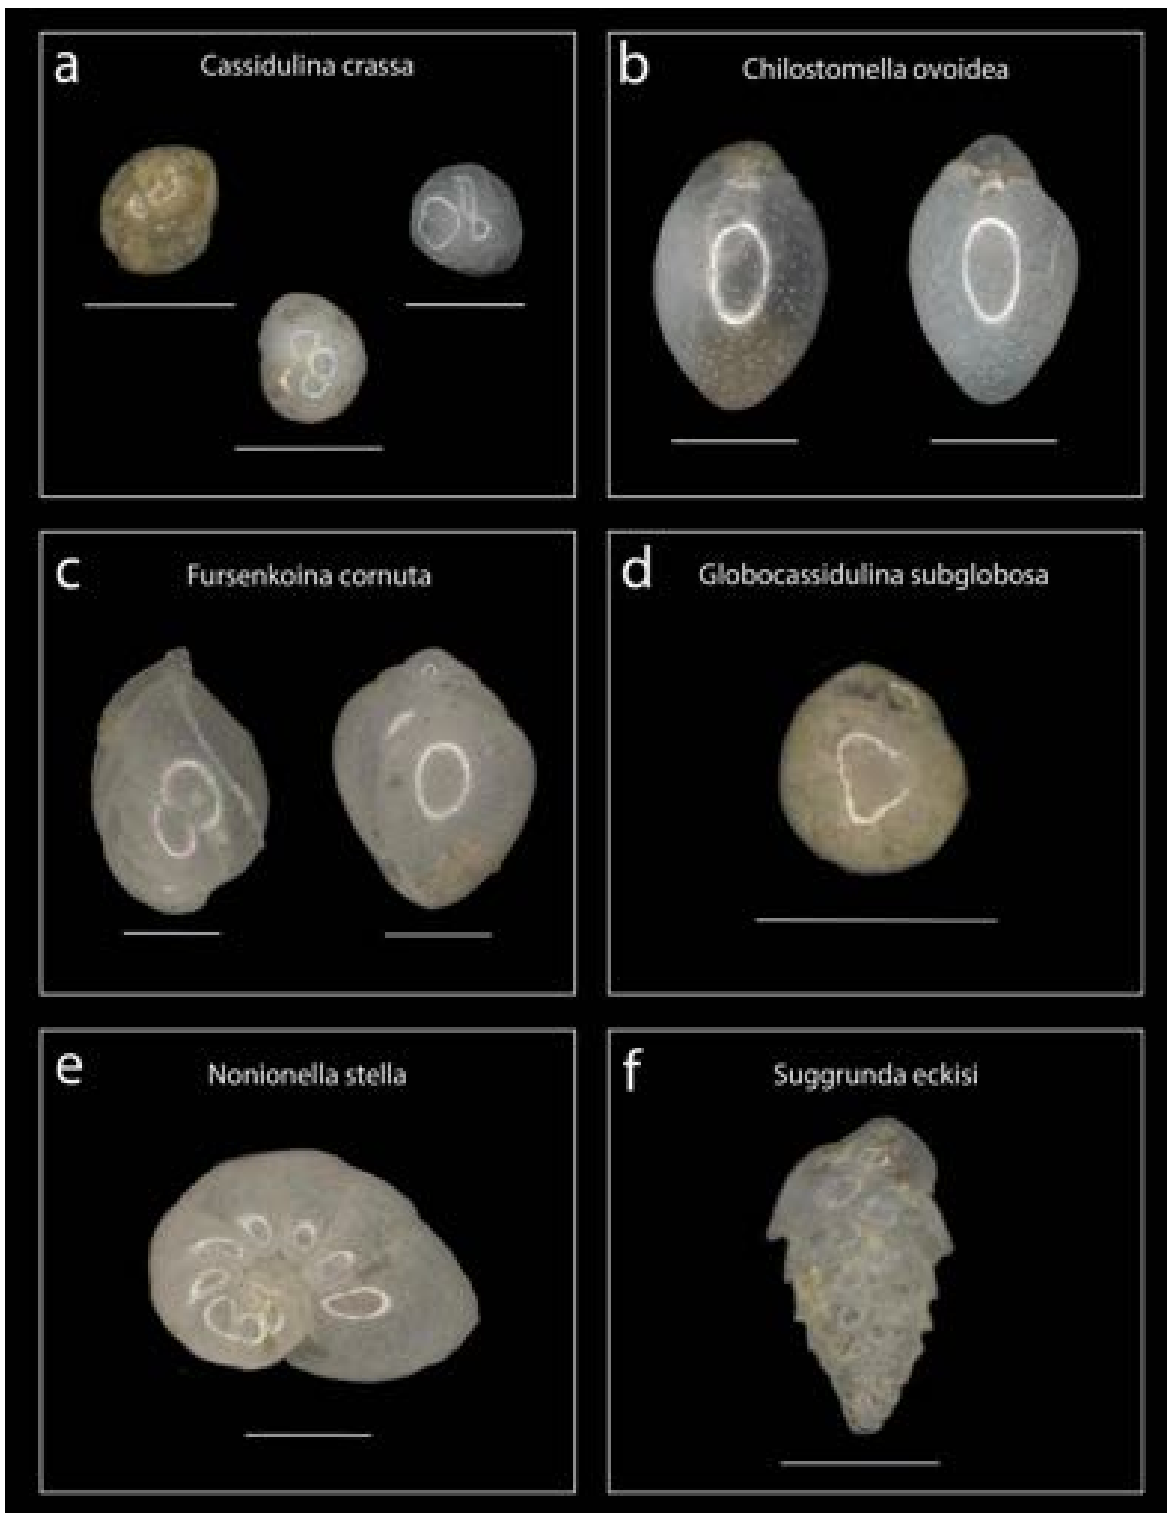 a
Cassidulina crassa
b
Chilostomella ovoidea
c
Fursenkoina cornuta
d
Globocassidulina subglobosa
e
Nonionella stella
f
Suggrunda eckisi